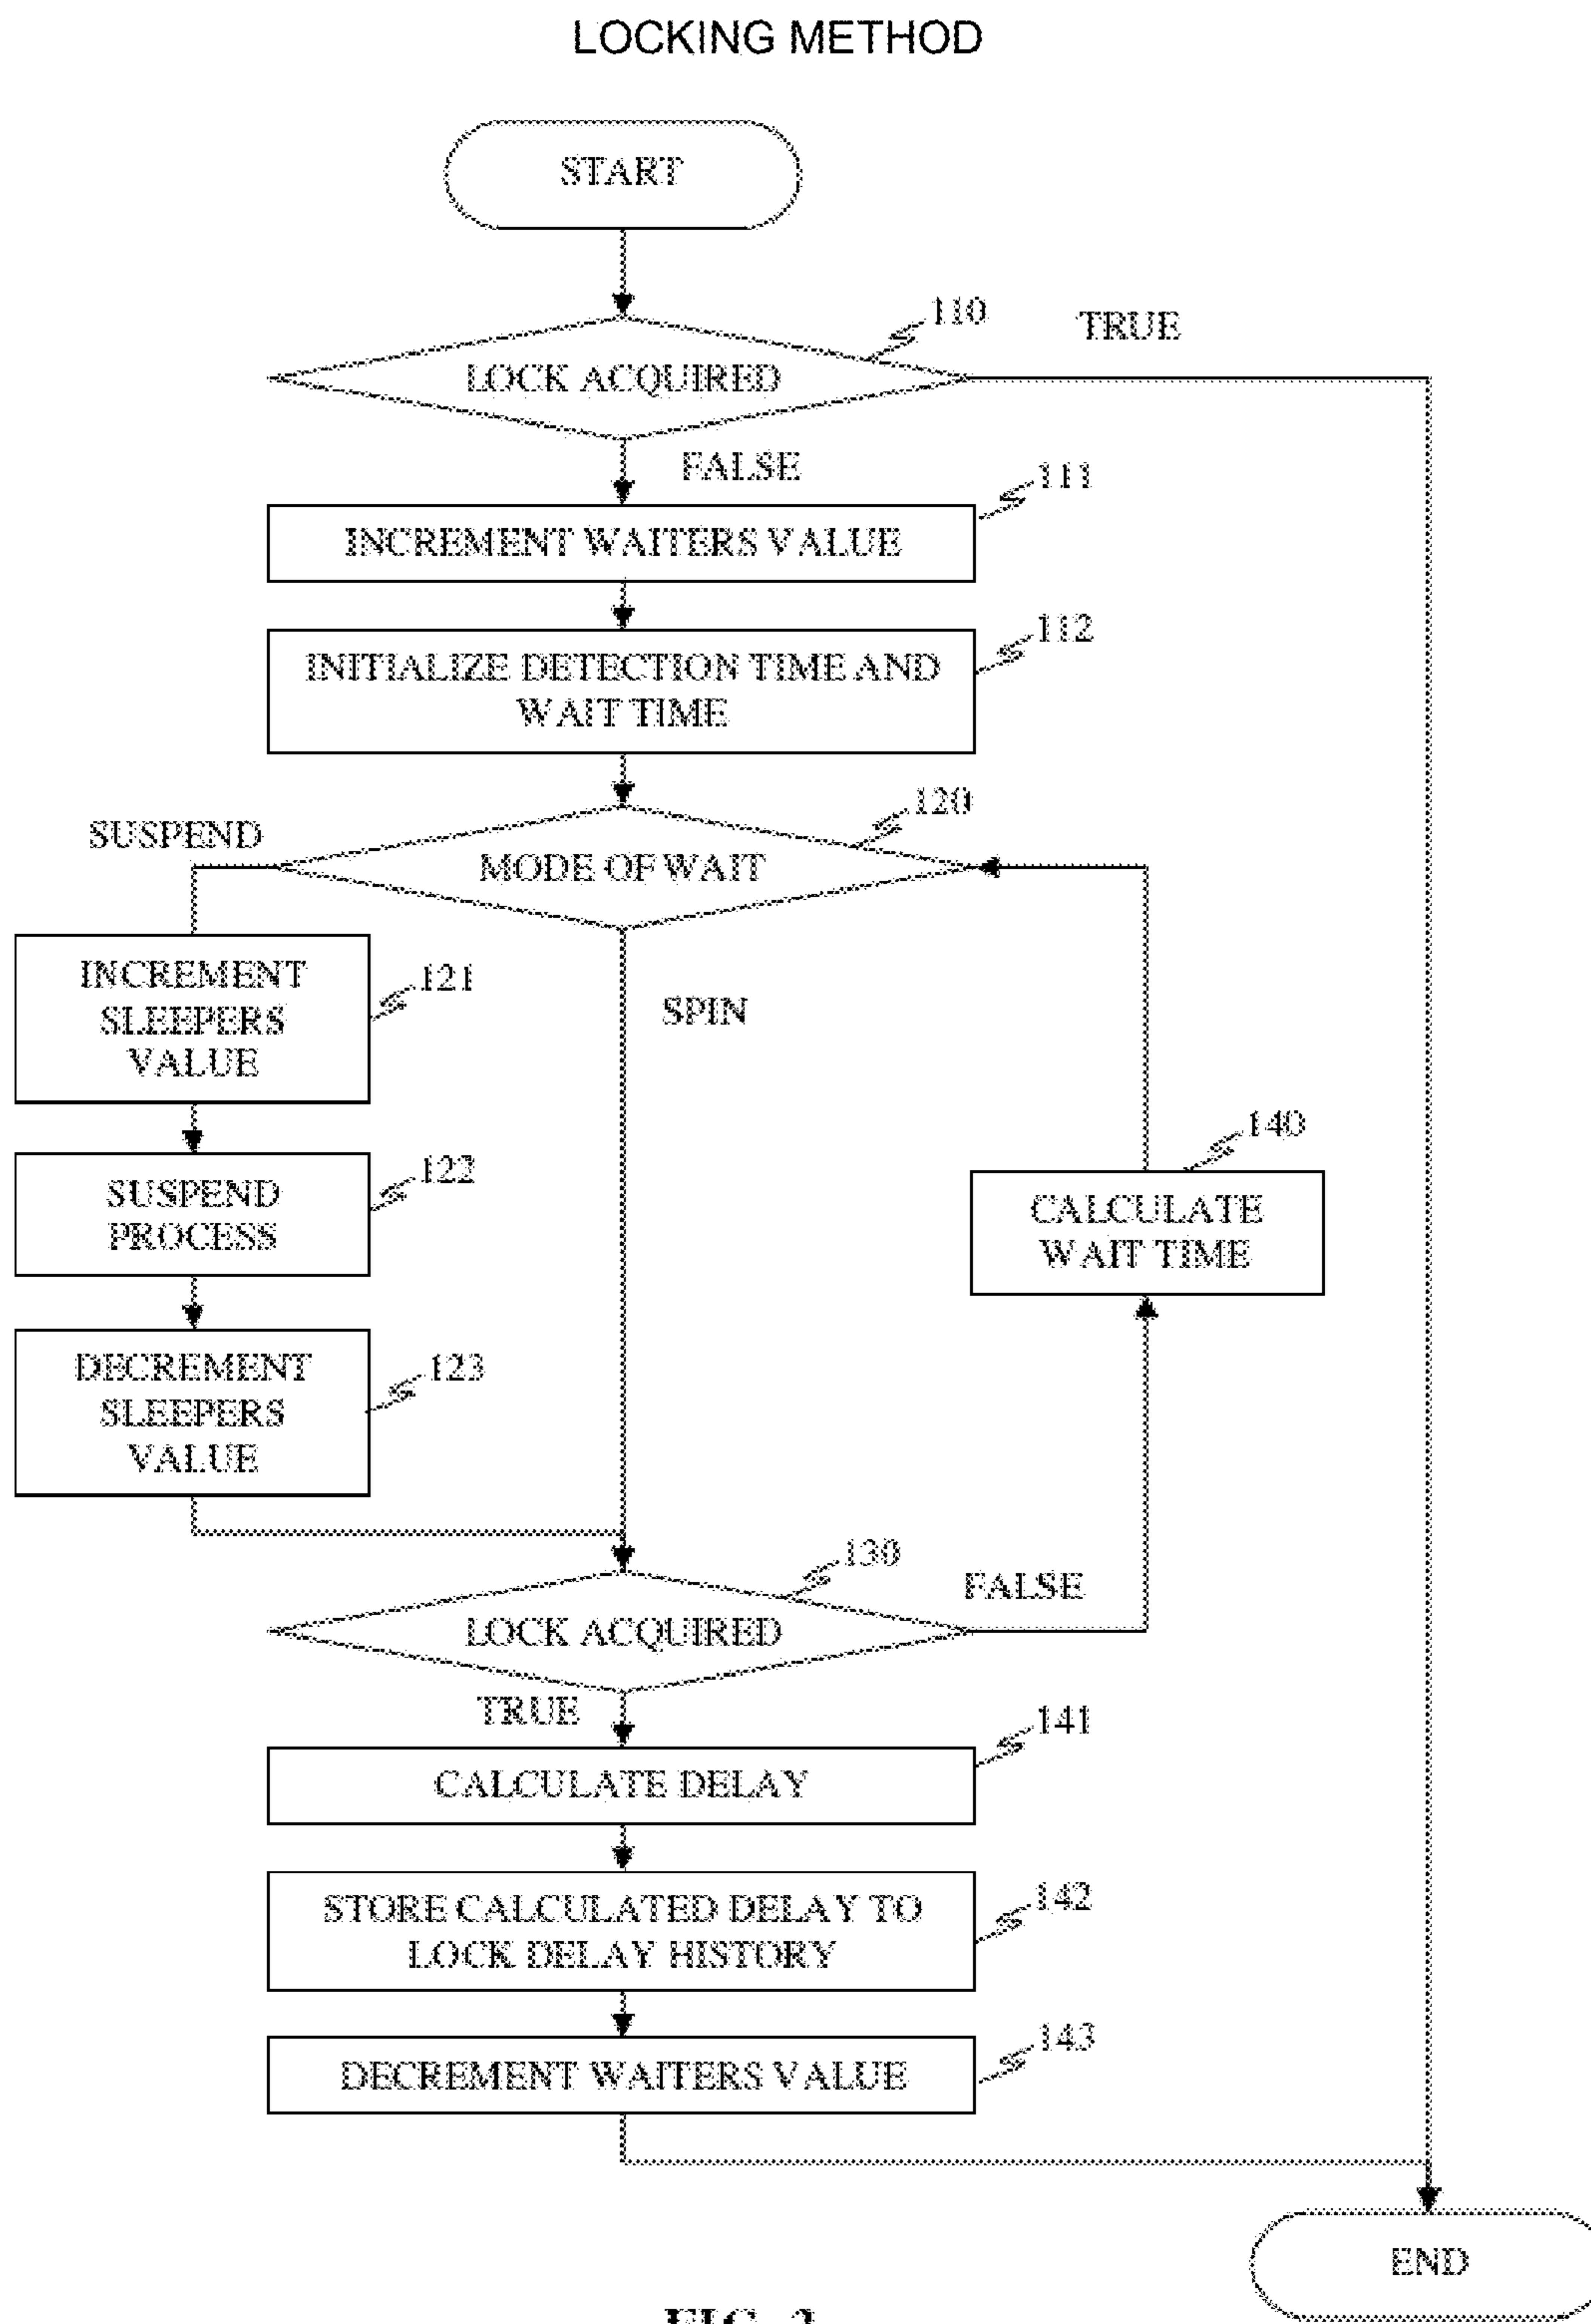 LOCKING METHOD
START
110
TRUE
LOCK ACQUIRED
FALSE
111
INCREMENT WAITERS VALUE
112
INITIALIZE DETECTION TIME AND
WAIT TIME
120
SUSPEND
MODE OF WAIT
INCREMENT
SLEEPERS
VALUE
121
SPIN
140
122
SUSPEND
PROCESS
CALCULATE
WAIT TIME
DECREMENT
SLEEPERS
VALUE
123
130
FALSE
LOCK ACQUIRED
TRUE
141
CALCULATE DELAY
142
STORE CALCULATED DELAY TO
LOCK DELAY HISTORY
143
DECREMENT WAITERS VALUE
END